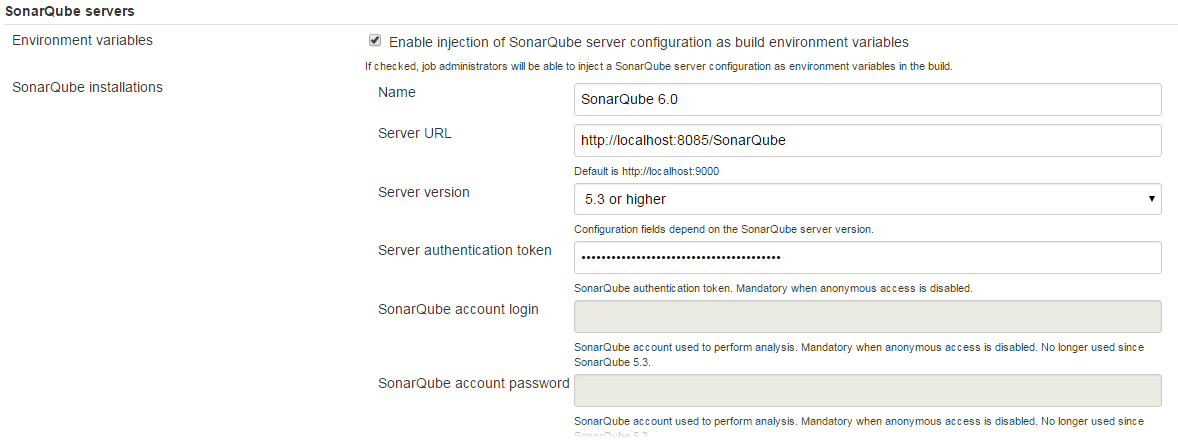 SonarQube servers
Environment variables
Enable injection of SonarQube server configuration as build environment variables
If checked, job administrators will be able to inject a SonarQube server configuration as environment variables in the build.
SonarQube installations
Name
SonarQube 6.0
Server URL
http://localhost:8085/SonarQube
Default is http://localhost:9000
Server version
5.3 or higher
Configuration fields depend on the SonarQube server version.
Server authentication token
••••••••••••••••••••••••••••••••••••••••
SonarQube authentication token. Mandatory when anonymous access is disabled.
SonarQube account login
SonarQube account used to perform analysis. Mandatory when anonymous access is disabled. No longer used since
SonarQube 5.3.
SonarQube account password
SonarQube account used to perform analysis. Mandatory when anonymous access is disabled. No longer used since
SonarQube 5.3.